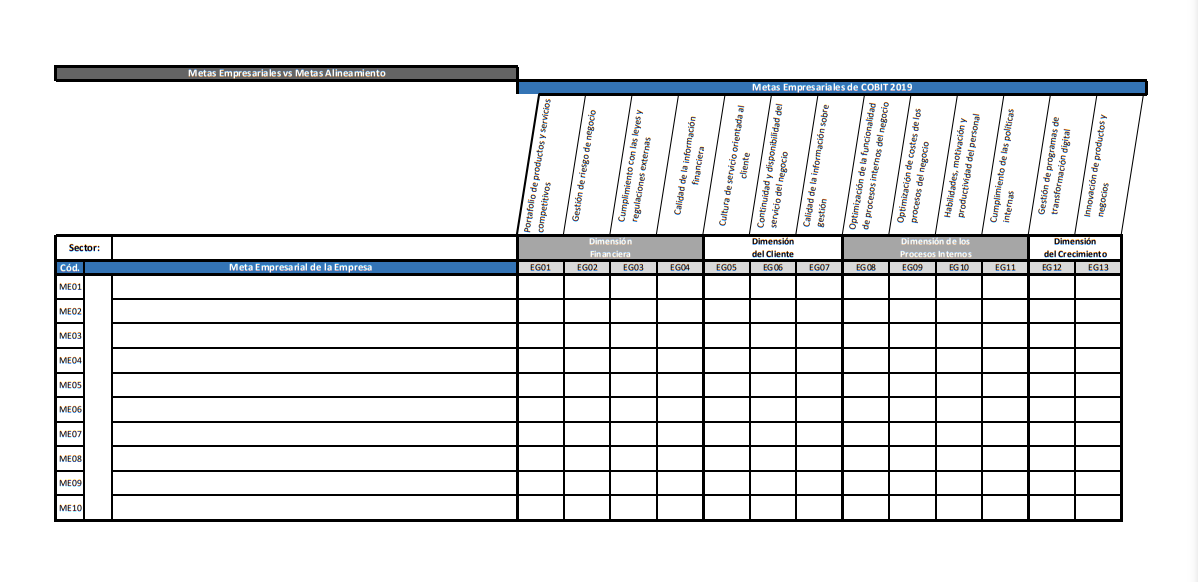 Metas Empresariales vs Metas Alineamiento
Metas Empresariales de COBIT 2019
Portafolio de productos y servicios
competitivos
Gestión de riesgo de negocio
Cumplimiento con las leyes y
regulaciones externas
Calidad de la información
financiera
Cultura de servicio orientada al
cliente
Continuidad y disponibilidad del
servicio del negocio
Calidad de la información sobre
gestión
Optimización de la funcionalidad
de procesos internos del negocio
Optimización de costes de los
procesos del negocio
Habilidades, motivación y
productividad del personal
Cumplimiento de las políticas
internas
Gestión de programas de
transformación digital
Innovación de productos y
negocios
Sector:
Dimensión
Financiera
Dimensión
del Cliente
Dimensión de los
Procesos Internos
Dimensión
del Crecimiento
Cód. Meta Empresarial de la Empresa EG01 EG02 EG03 EG04 EG05 EG06 EG07 EG08 EG09 EG10 EG11 EG12 EG13
ME01
ME02
ME03
ME04
ME05
ME06
ME07
ME08
ME09
ME10